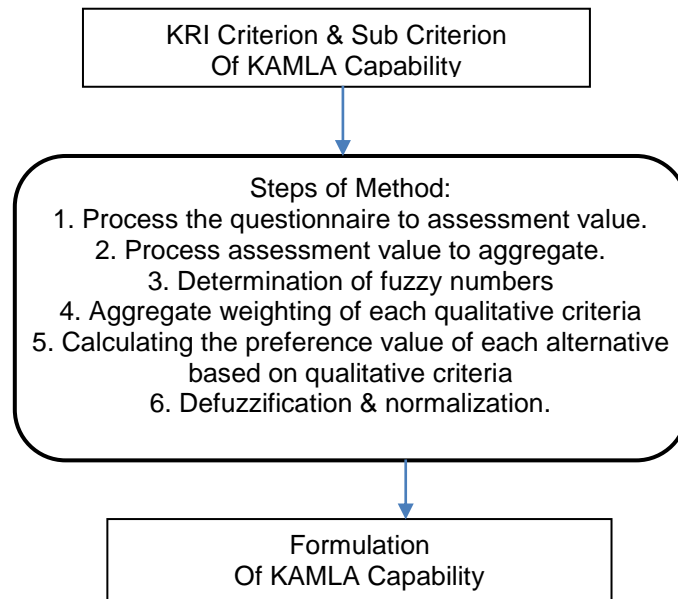 KRI Criterion & Sub Criterion
Of KAMLA Capability
Steps of Method:
1. Process the questionnaire to assessment value.
2. Process assessment value to aggregate.
3. Determination of fuzzy numbers
4. Aggregate weighting of each qualitative criteria
5. Calculating the preference value of each alternative
based on qualitative criteria
6. Defuzzification & normalization.
Formulation
Of KAMLA Capability